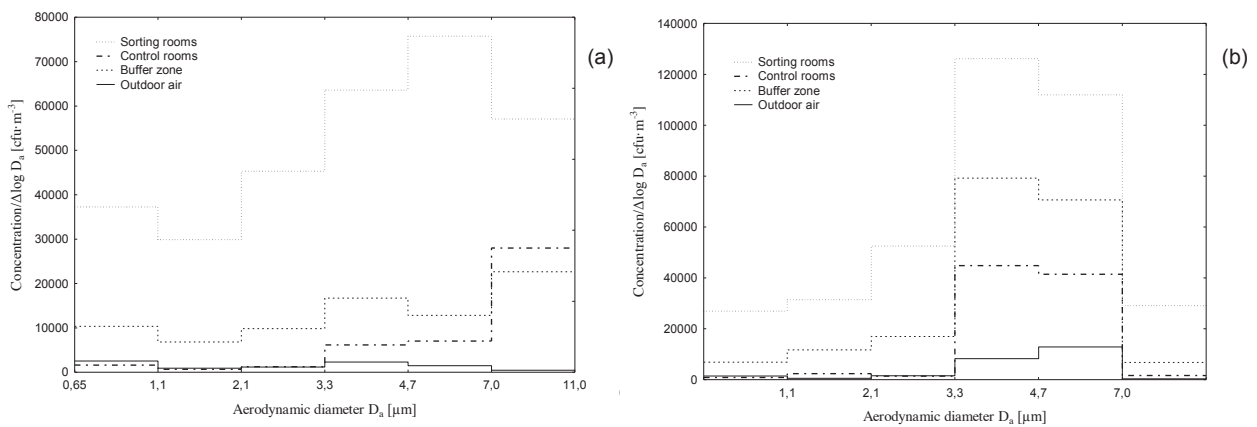 80000
70000
60000
50000
40000
30000
20000
10000
0
Concentration/Δlog Dₐ [cfu·m⁻³]
Sorting rooms
Control rooms
Buffer zone
Outdoor air
(a)
0,65 1,1 2,1 3,3 4,7 7,0 11,0
Aerodynamic diameter Dₐ [µm]
140000
120000
100000
80000
60000
40000
20000
0
Concentration/Δlog Dₐ [cfu·m⁻³]
Sorting rooms
Control rooms
Buffer zone
Outdoor air
(b)
1,1 2,1 3,3 4,7 7,0
Aerodynamic diameter Dₐ [µm]